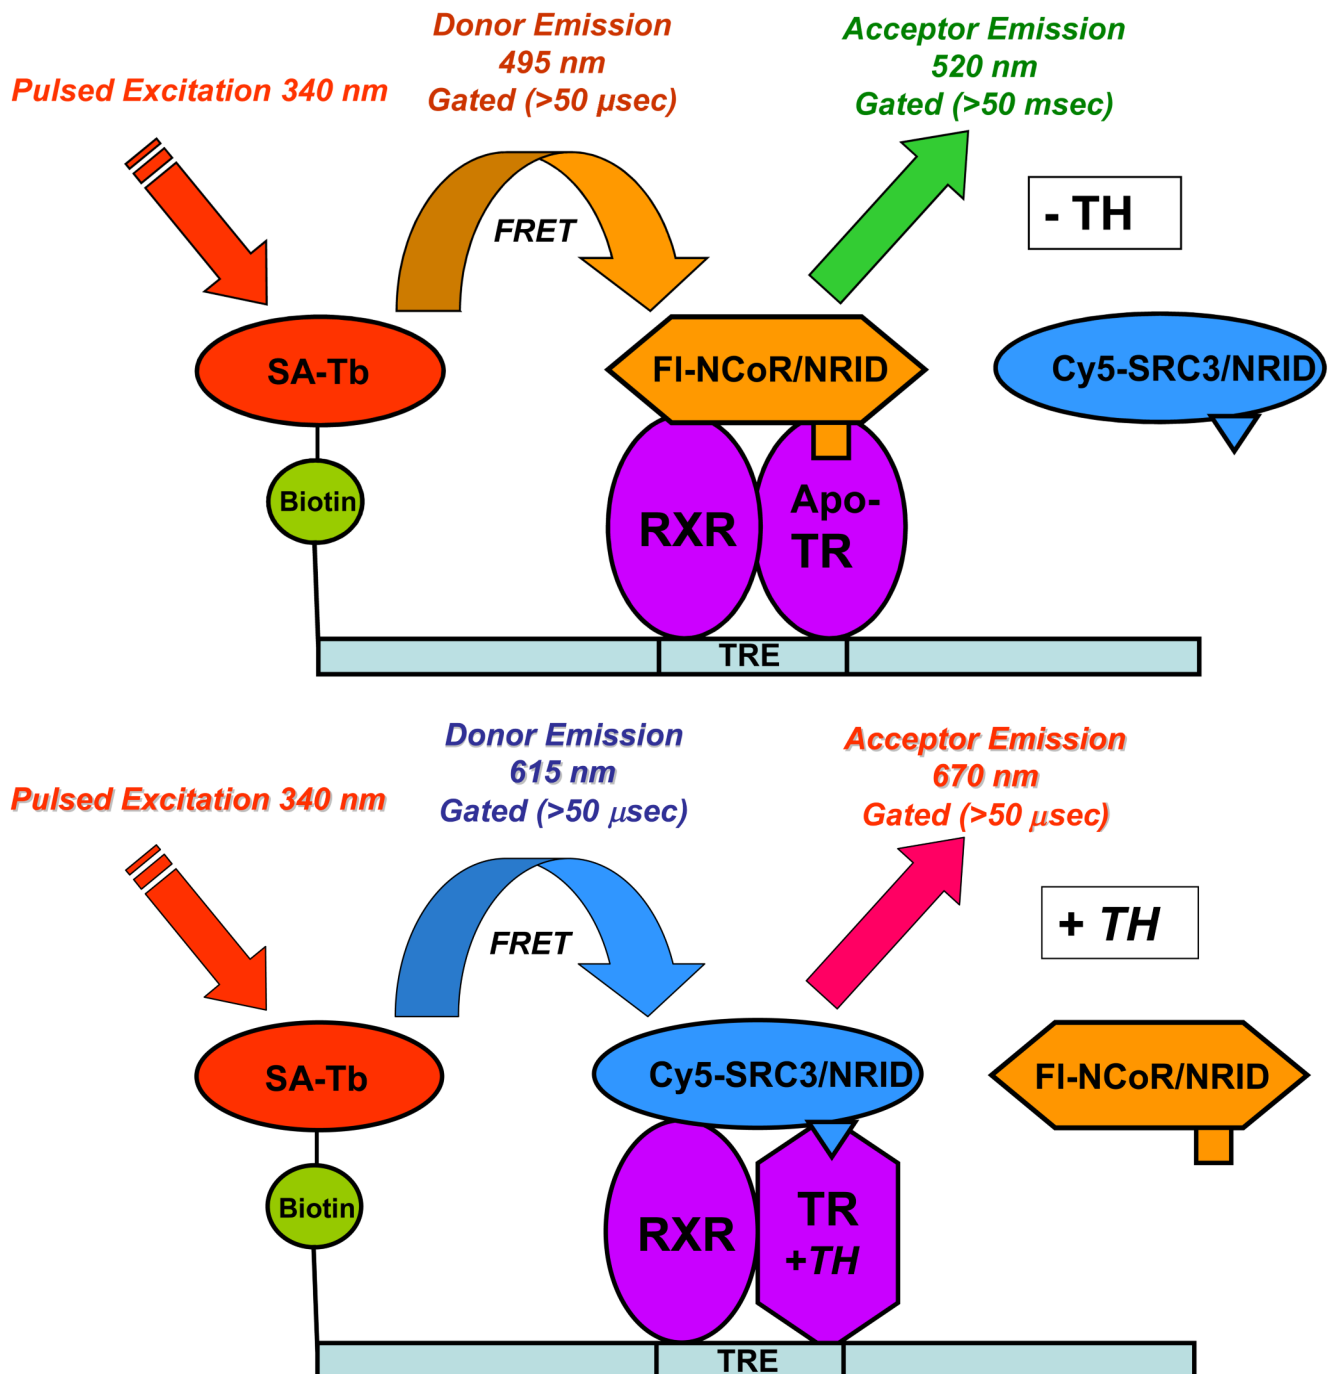 Pulsed Excitation 340 nm
Donor Emission
495 nm
Gated (>50 µsec)
Acceptor Emission
520 nm
Gated (>50 msec)
- TH
FRET
SA-Tb
Fl-NCoR/NRID
Cy5-SRC3/NRID
Biotin
RXR
Apo-
TR
TRE
Pulsed Excitation 340 nm
Donor Emission
615 nm
Gated (>50 µsec)
Acceptor Emission
670 nm
Gated (>50 µsec)
+ TH
FRET
SA-Tb
Cy5-SRC3/NRID
Fl-NCoR/NRID
Biotin
RXR
TR
+TH
TRE